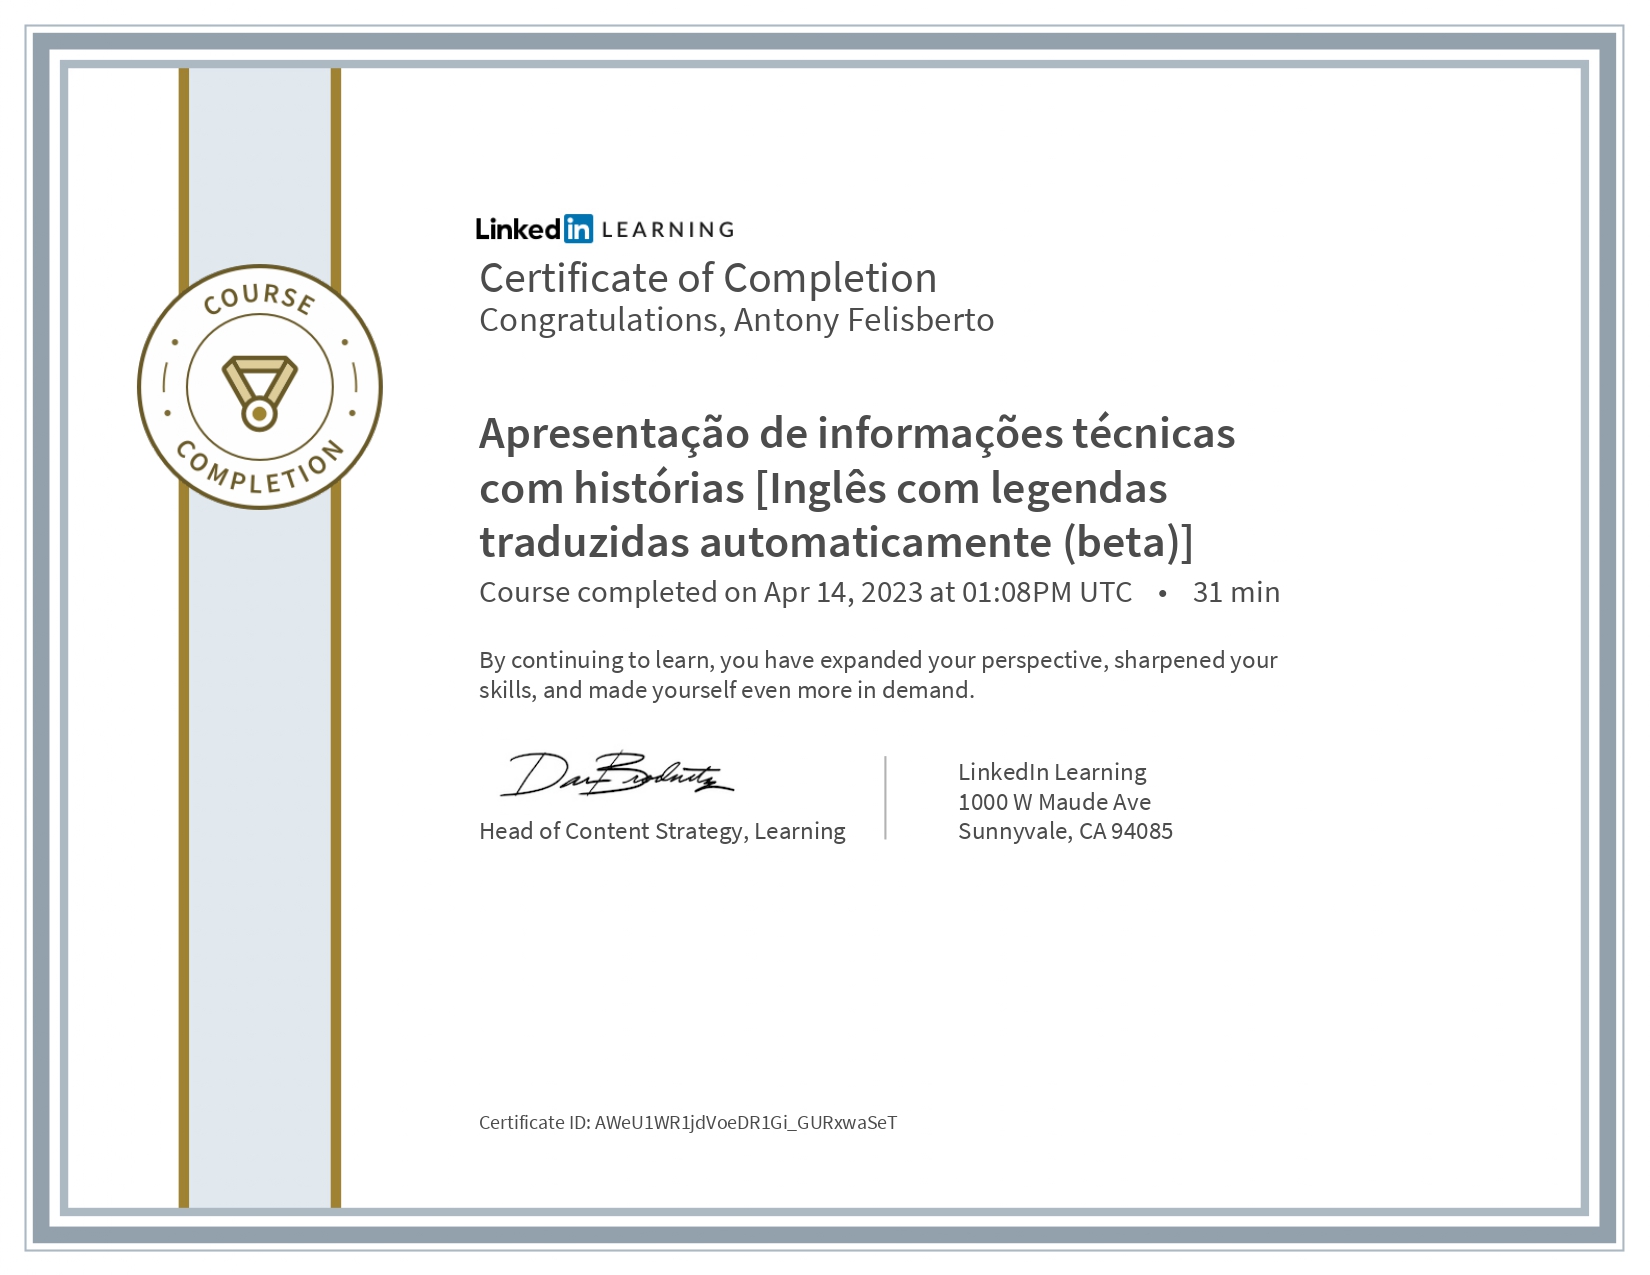 COURSE
COMPLETION
Linked in LEARNING
Certificate of Completion
Congratulations, Antony Felisberto
Apresentação de informações técnicas
com histórias [Inglês com legendas
traduzidas automaticamente (beta)]
Course completed on Apr 14, 2023 at 01:08PM UTC • 31 min
By continuing to learn, you have expanded your perspective, sharpened your
skills, and made yourself even more in demand.
Head of Content Strategy, Learning
LinkedIn Learning
1000 W Maude Ave
Sunnyvale, CA 94085
Certificate ID: AWeU1WR1jdVoeDR1Gi_GURxwaSeT